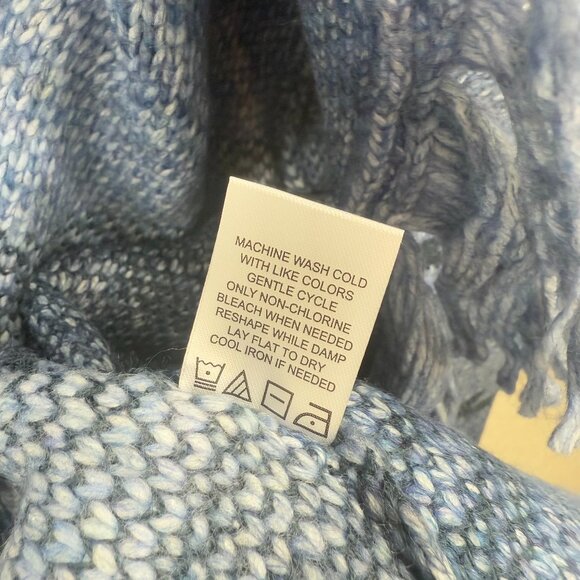 MACHINE WASH COLD
WITH LIKE COLORS
GENTLE CYCLE
ONLY NON-CHLORINE
BLEACH WHEN NEEDED
RESHAPE WHILE DAMP
LAY FLAT TO DRY
COOL IRON IF NEEDED